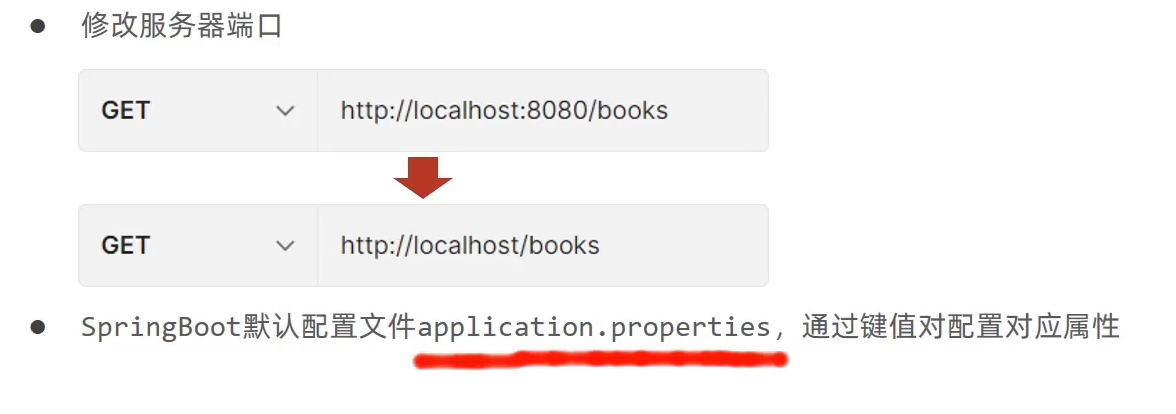 修改服务器端口
GET http://localhost:8080/books
GET http://localhost/books
SpringBoot默认配置文件application.properties，通过键值对配置对应属性